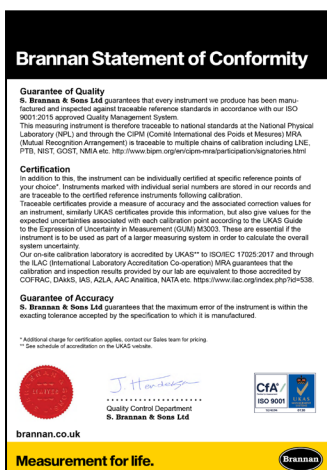 Brannan Statement of Conformity
Guarantee of Quality
S. Brannan & Sons Ltd guarantees that every instrument we produce has been manu-
factured and inspected against traceable reference standards in accordance with our ISO
9001:2015 approved Quality Management System.
This measuring instrument is therefore traceable to national standards at the National Physical
Laboratory (NPL) and through the CIPM (Comité International des Poids et Mesures) MRA
(Mutual Recognition Arrangement) is traceable to multiple chains of calibration including LNE,
PTB, NIST, GOST, NMIA etc. http://www.bipm.org/en/cipm-mra/participation/signatories.html
Certification
In addition to this, the instrument can be individually certified at specific reference points of
your choice*. Instruments marked with individual serial numbers are stored in our records and
are traceable to the certified reference instruments following calibration.
Traceable certificates provide a measure of accuracy and the associated correction values for
an instrument, similarly UKAS certificates provide this information, but also give values for the
expected uncertainties associated with each calibration point according to the UKAS Guide
to the Expression of Uncertainty in Measurement (GUM) M3003. These are essential if the
instrument is to be used as part of a larger measuring system in order to calculate the overall
system uncertainty.
Our on-site calibration laboratory is accredited by UKAS** to ISO/IEC 17025:2017 and through
the ILAC (International Laboratory Accreditation Co-operation) MRA guarantees that the
calibration and inspection results provided by our lab are equivalent to those accredited by
COFRAC, DAkkS, IAS, A2LA, AAC Analitica, NATA etc. https://www.ilac.org/index.php?id=538.
Guarantee of Accuracy
S. Brannan & Sons Ltd guarantees that the maximum error of the instrument is within the
exacting tolerance accepted by the specification to which it is manufactured.
* Additional charge for certification applies, contact our Sales team for pricing.
** See schedule of accreditation on the UKAS website.
J Henderson
Quality Control Department
S. Brannan & Sons Ltd
CfA
ISO 9001
UKAS
brannan.co.uk
Measurement for life.
Brannan